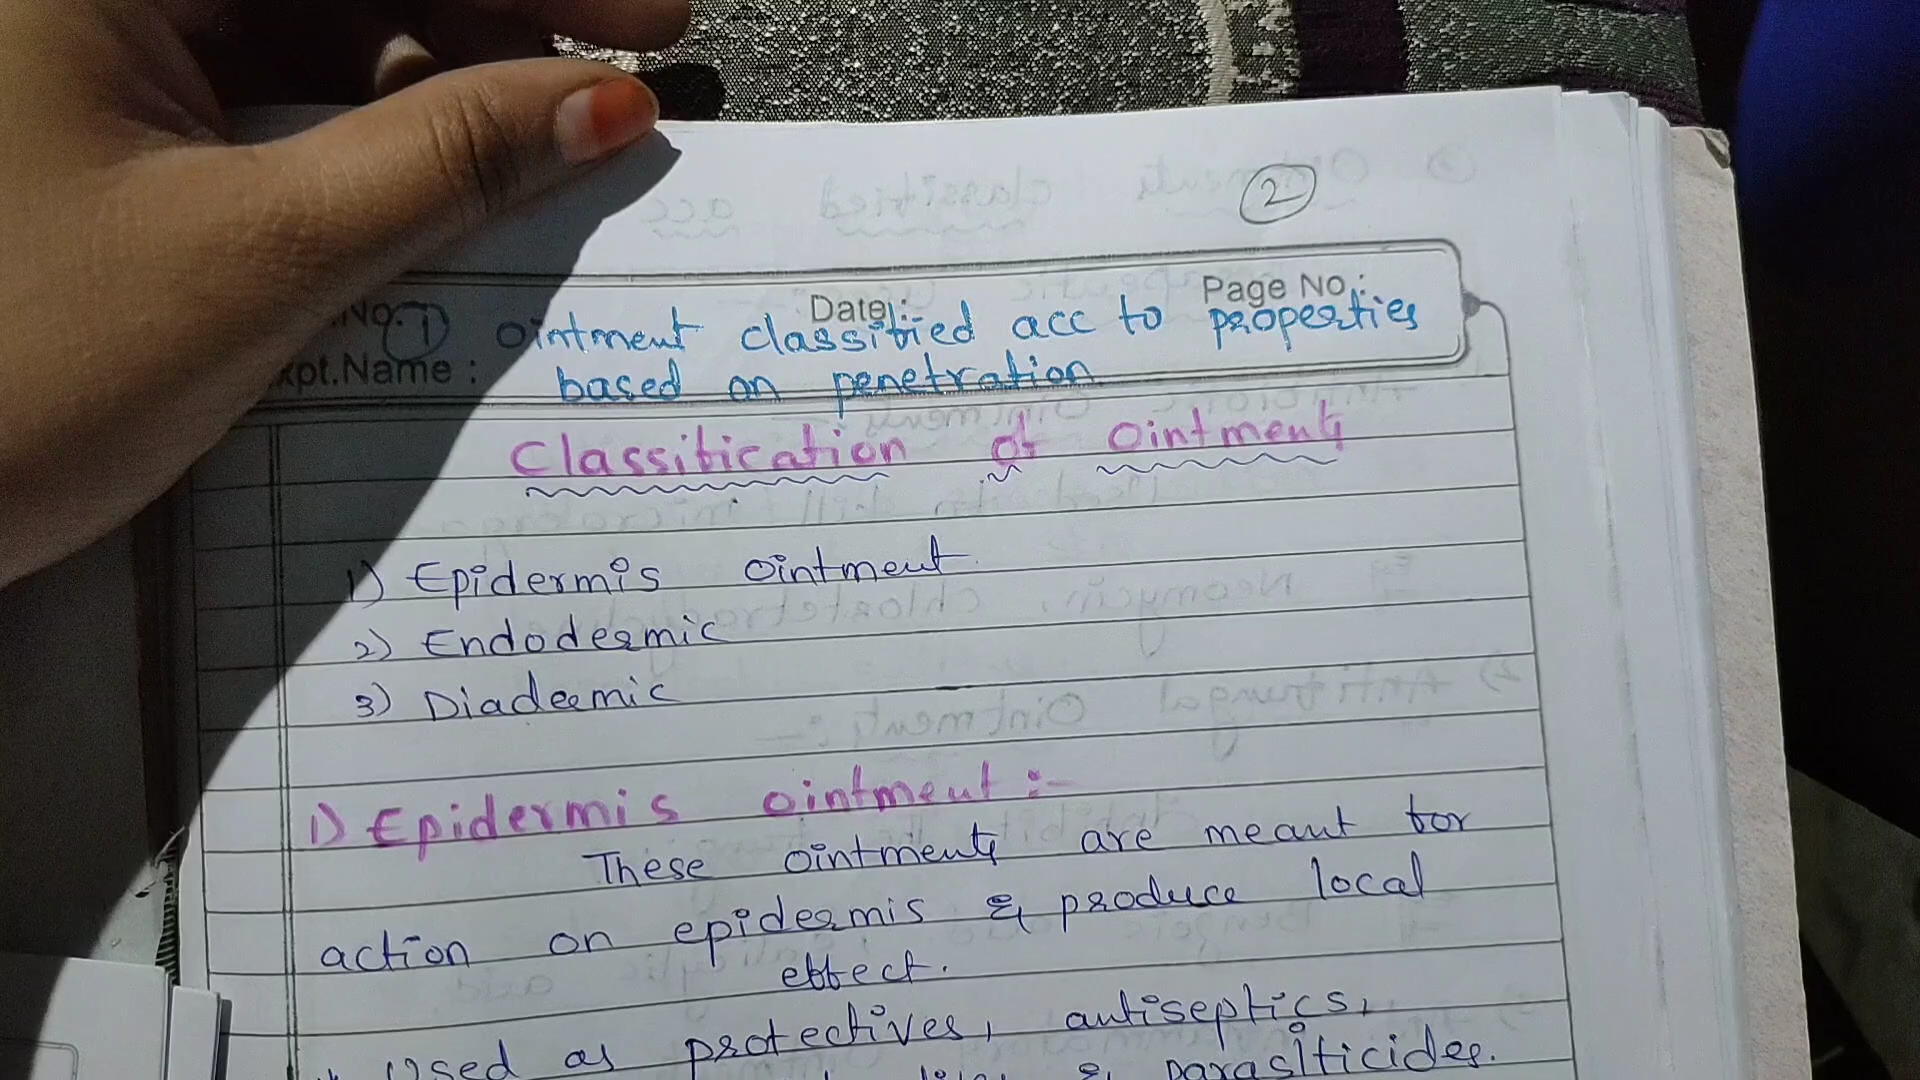 2
No.
Date:
Page No.:
1) Ointment classified acc to properties
xpt.Name :
based on penetration
Classification of Ointments
1) Epidermis Ointment
2) Endodermic
3) Diadermic
1) Epidermis Ointment :-
These Ointments are meant for
action on epidermis & produce local
effect.
Used as protectives, antiseptics,
& parasiticides.